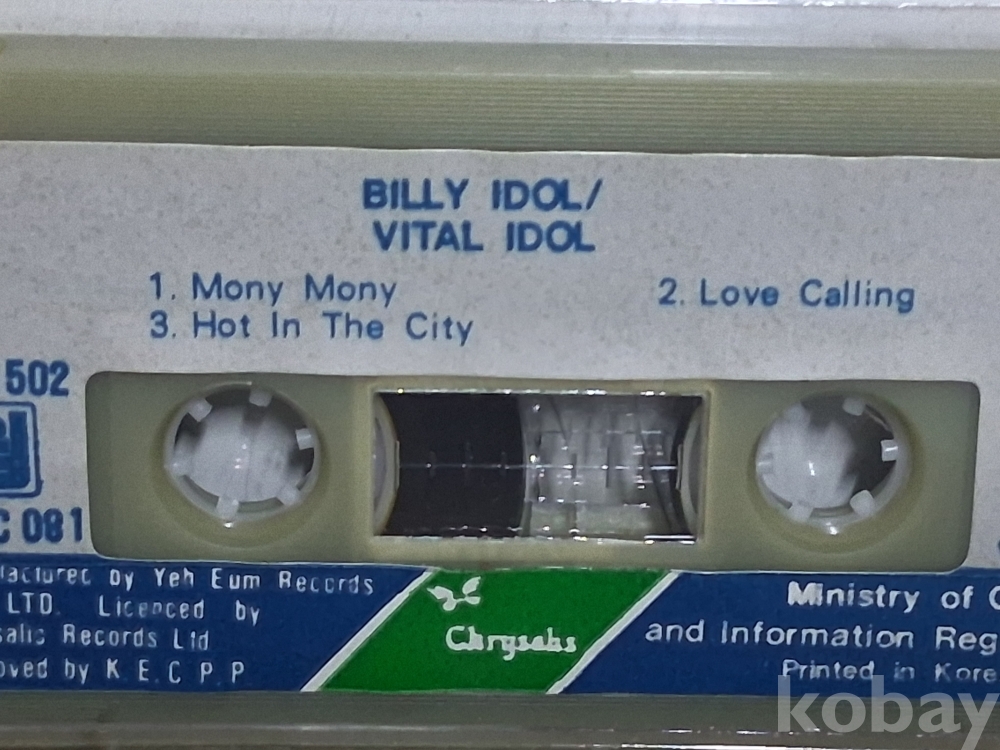 BILLY IDOL/
VITAL IDOL
1. Mony Mony
2. Love Calling
3. Hot In The City
502
C 081
by Yeh Eum Records
LTD. Licenced by
Records Ltd
by K.E.C.P.P
Chrysalis
Ministry of
and Information Reg
Printed in Kore
kobay